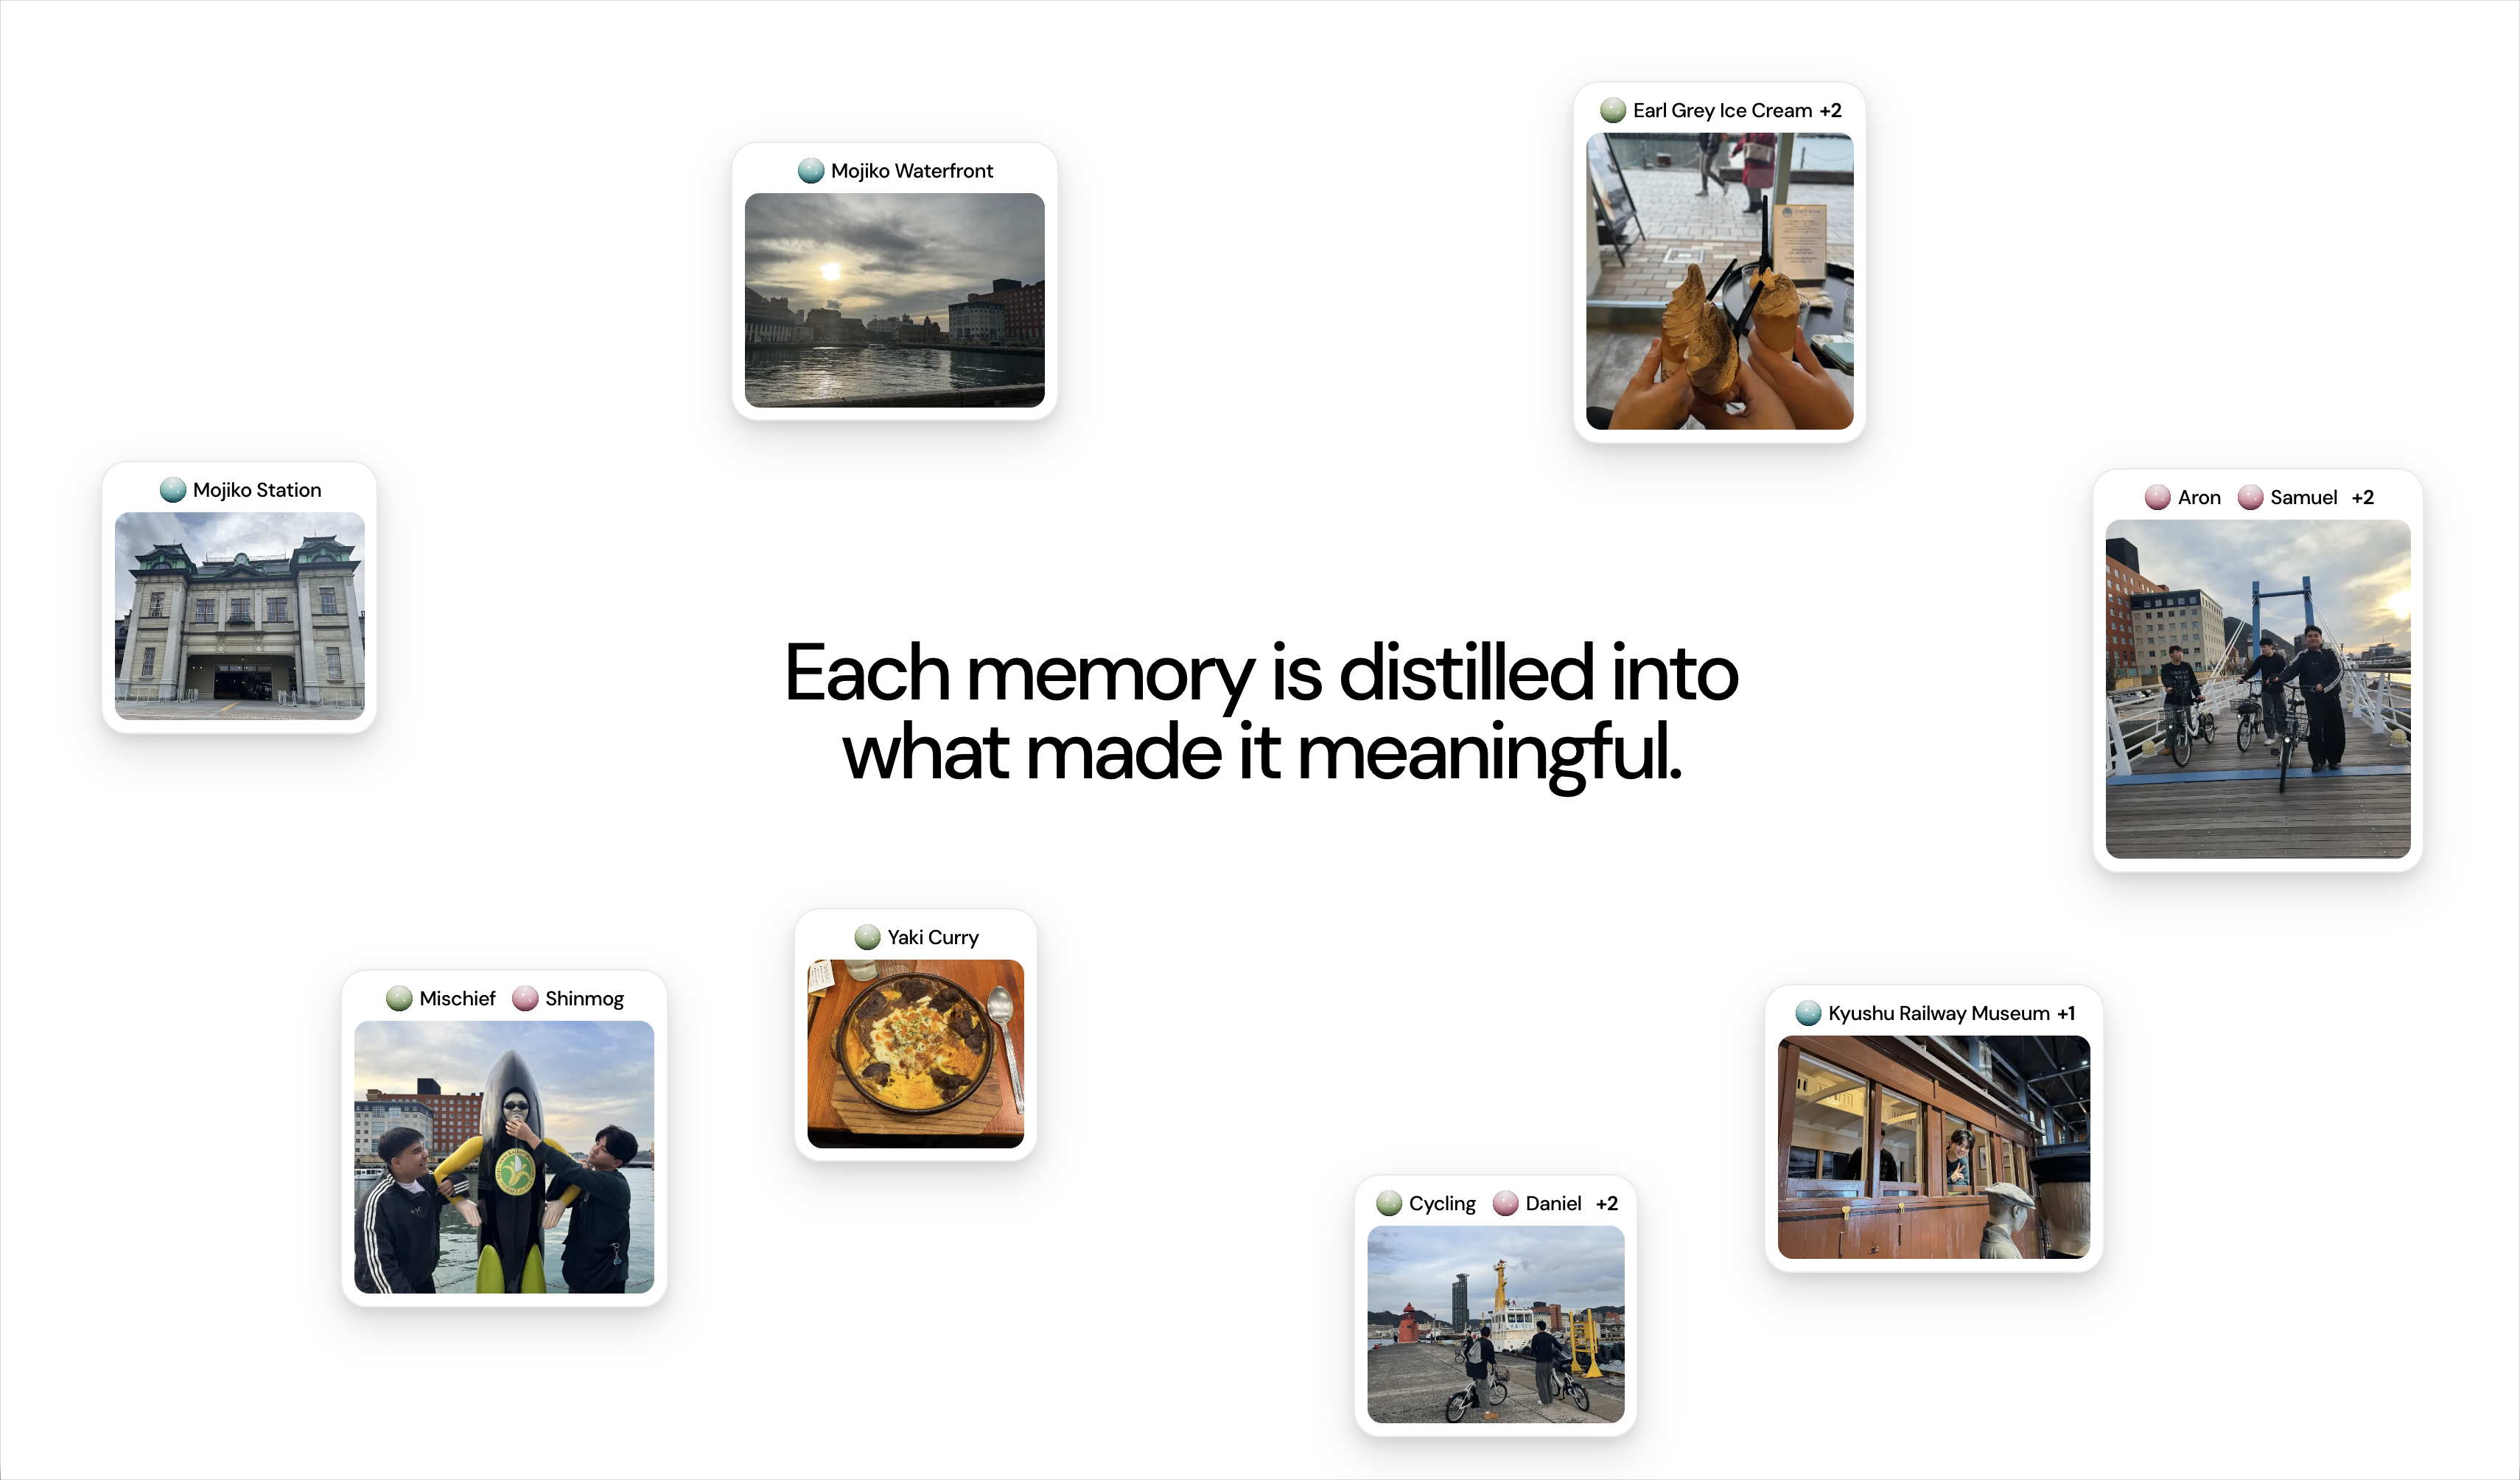 Earl Grey Ice Cream +2
Mojiko Waterfront
Mojiko Station
Aron Samuel +2
Each memory is distilled into
what made it meaningful.
Yaki Curry
Mischief Shinmog
Kyushu Railway Museum +1
Cycling Daniel +2